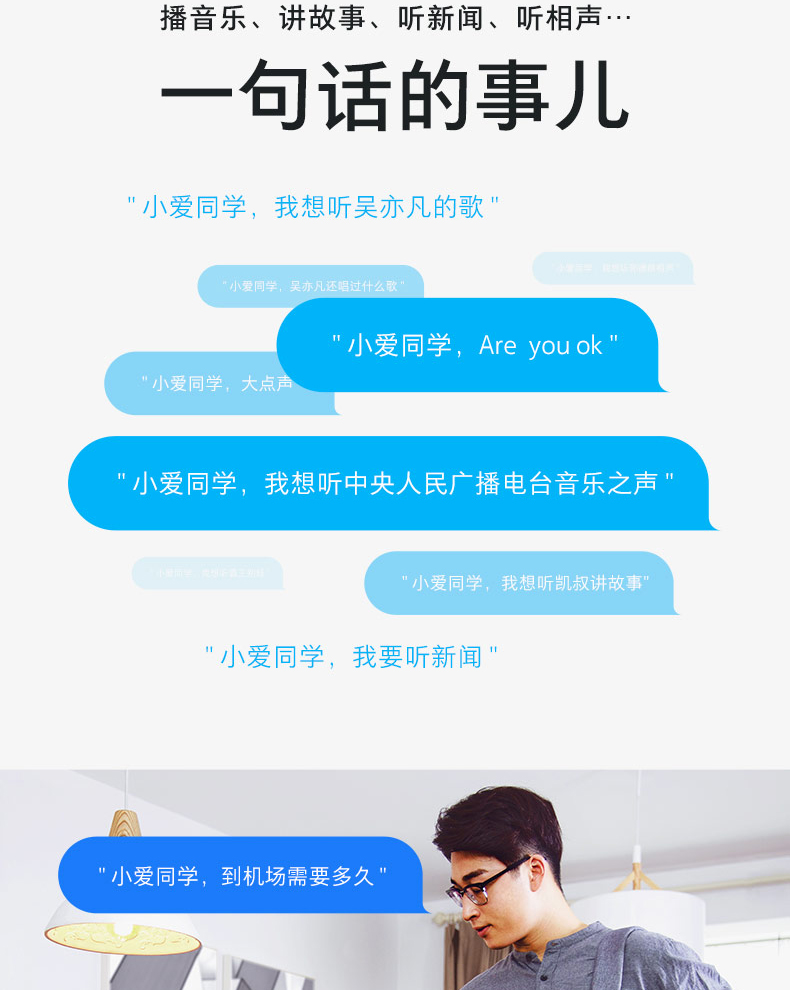 播音乐、讲故事、听新闻、听相声…
一句话的事儿
"小爱同学，我想听吴亦凡的歌"
"小爱同学，吴亦凡还唱过什么歌"
"小爱同学，Are you ok"
"小爱同学，大点声
"小爱同学，我想听中央人民广播电台音乐之声"
"小爱同学，我想听凯叔讲故事"
"小爱同学，我要听新闻"
"小爱同学，到机场需要多久"